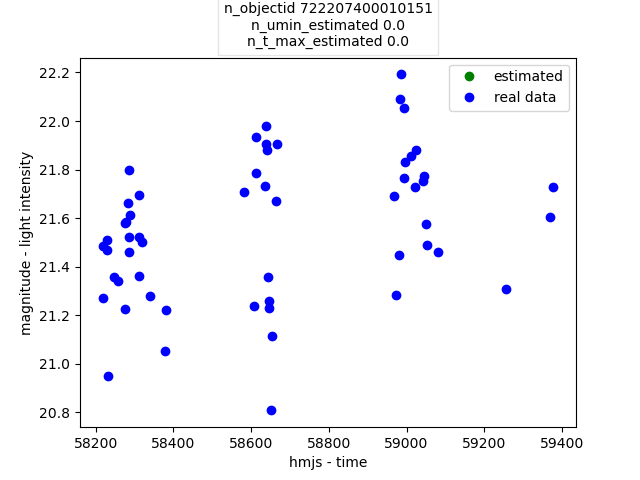 n_objectid 722207400010151
n_umin_estimated 0.0
n_t_max_estimated 0.0
estimated
real data
22.2
22.0
21.8
21.6
21.4
21.2
21.0
20.8
magnitude - light intensity
58200 58400 58600 58800 59000 59200 59400
hmjs - time